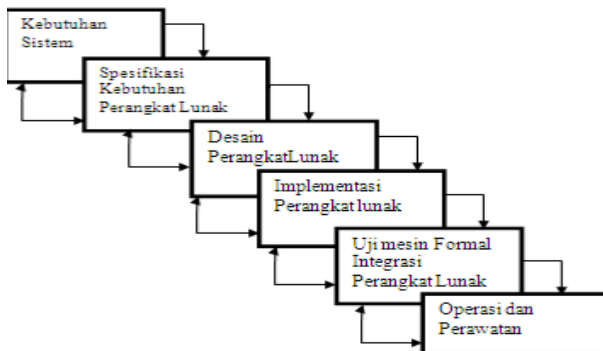 Kebutuhan
Sistem
Spesifikasi
Kebutuhan
Perangkat Lunak
Desain
PerangkatLunak
Implementasi
Perangkat lunak
Uji mesin Formal
Integrasi
Perangkat Lunak
Operasi dan
Perawatan